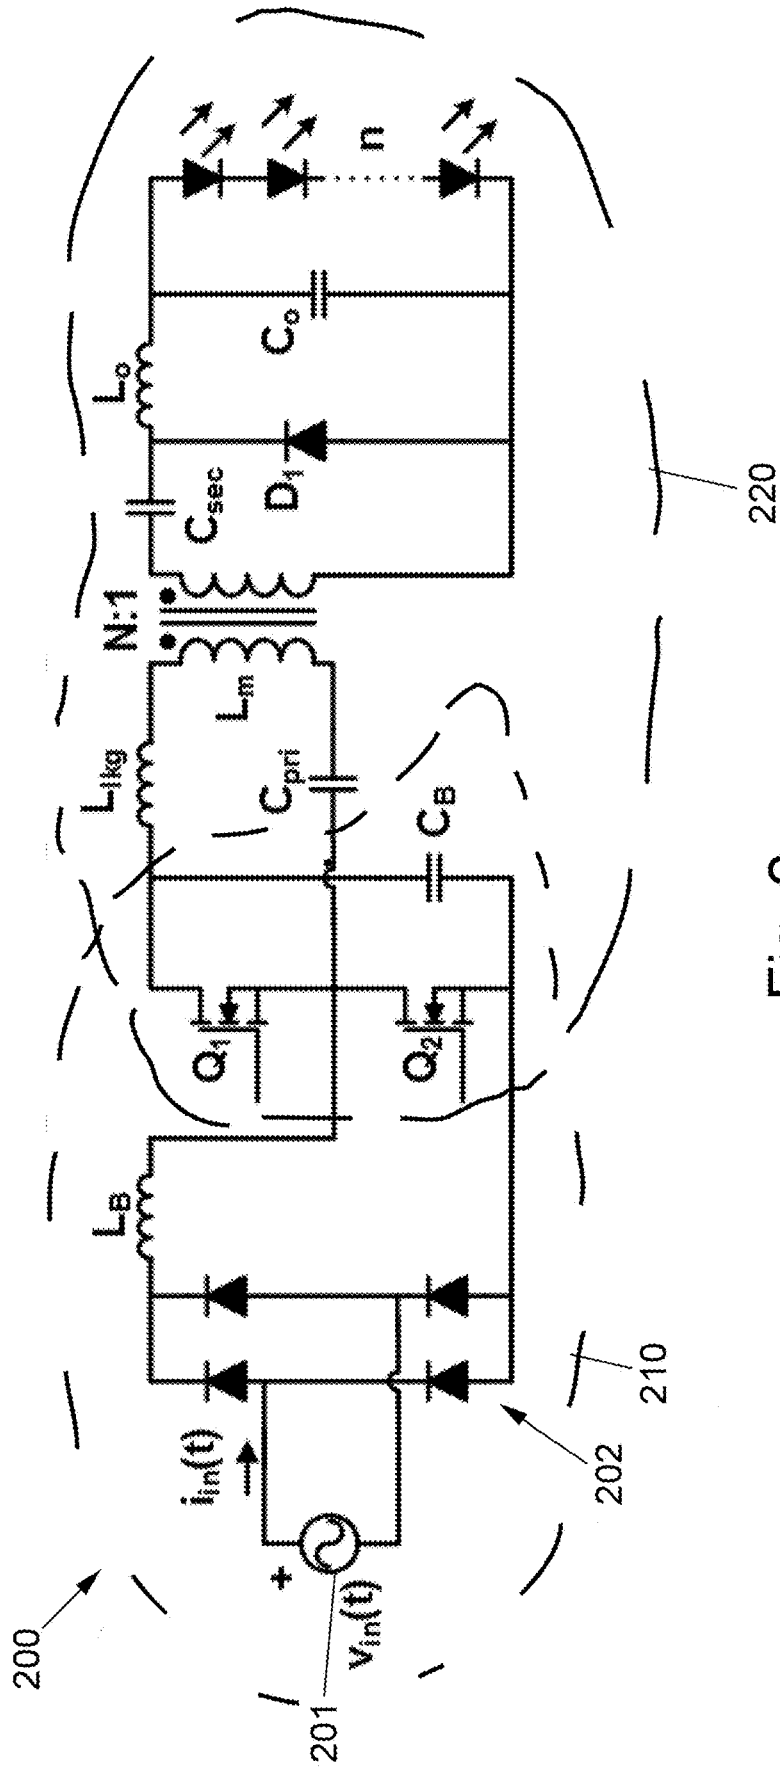 200
201
v_in(t)
+
i_in(t)
202
210
L_B
Q_1
Q_2
C_B
L_lkg
C_pri
L_m
N:1
C_sec
D_1
L_o
C_o
n
220